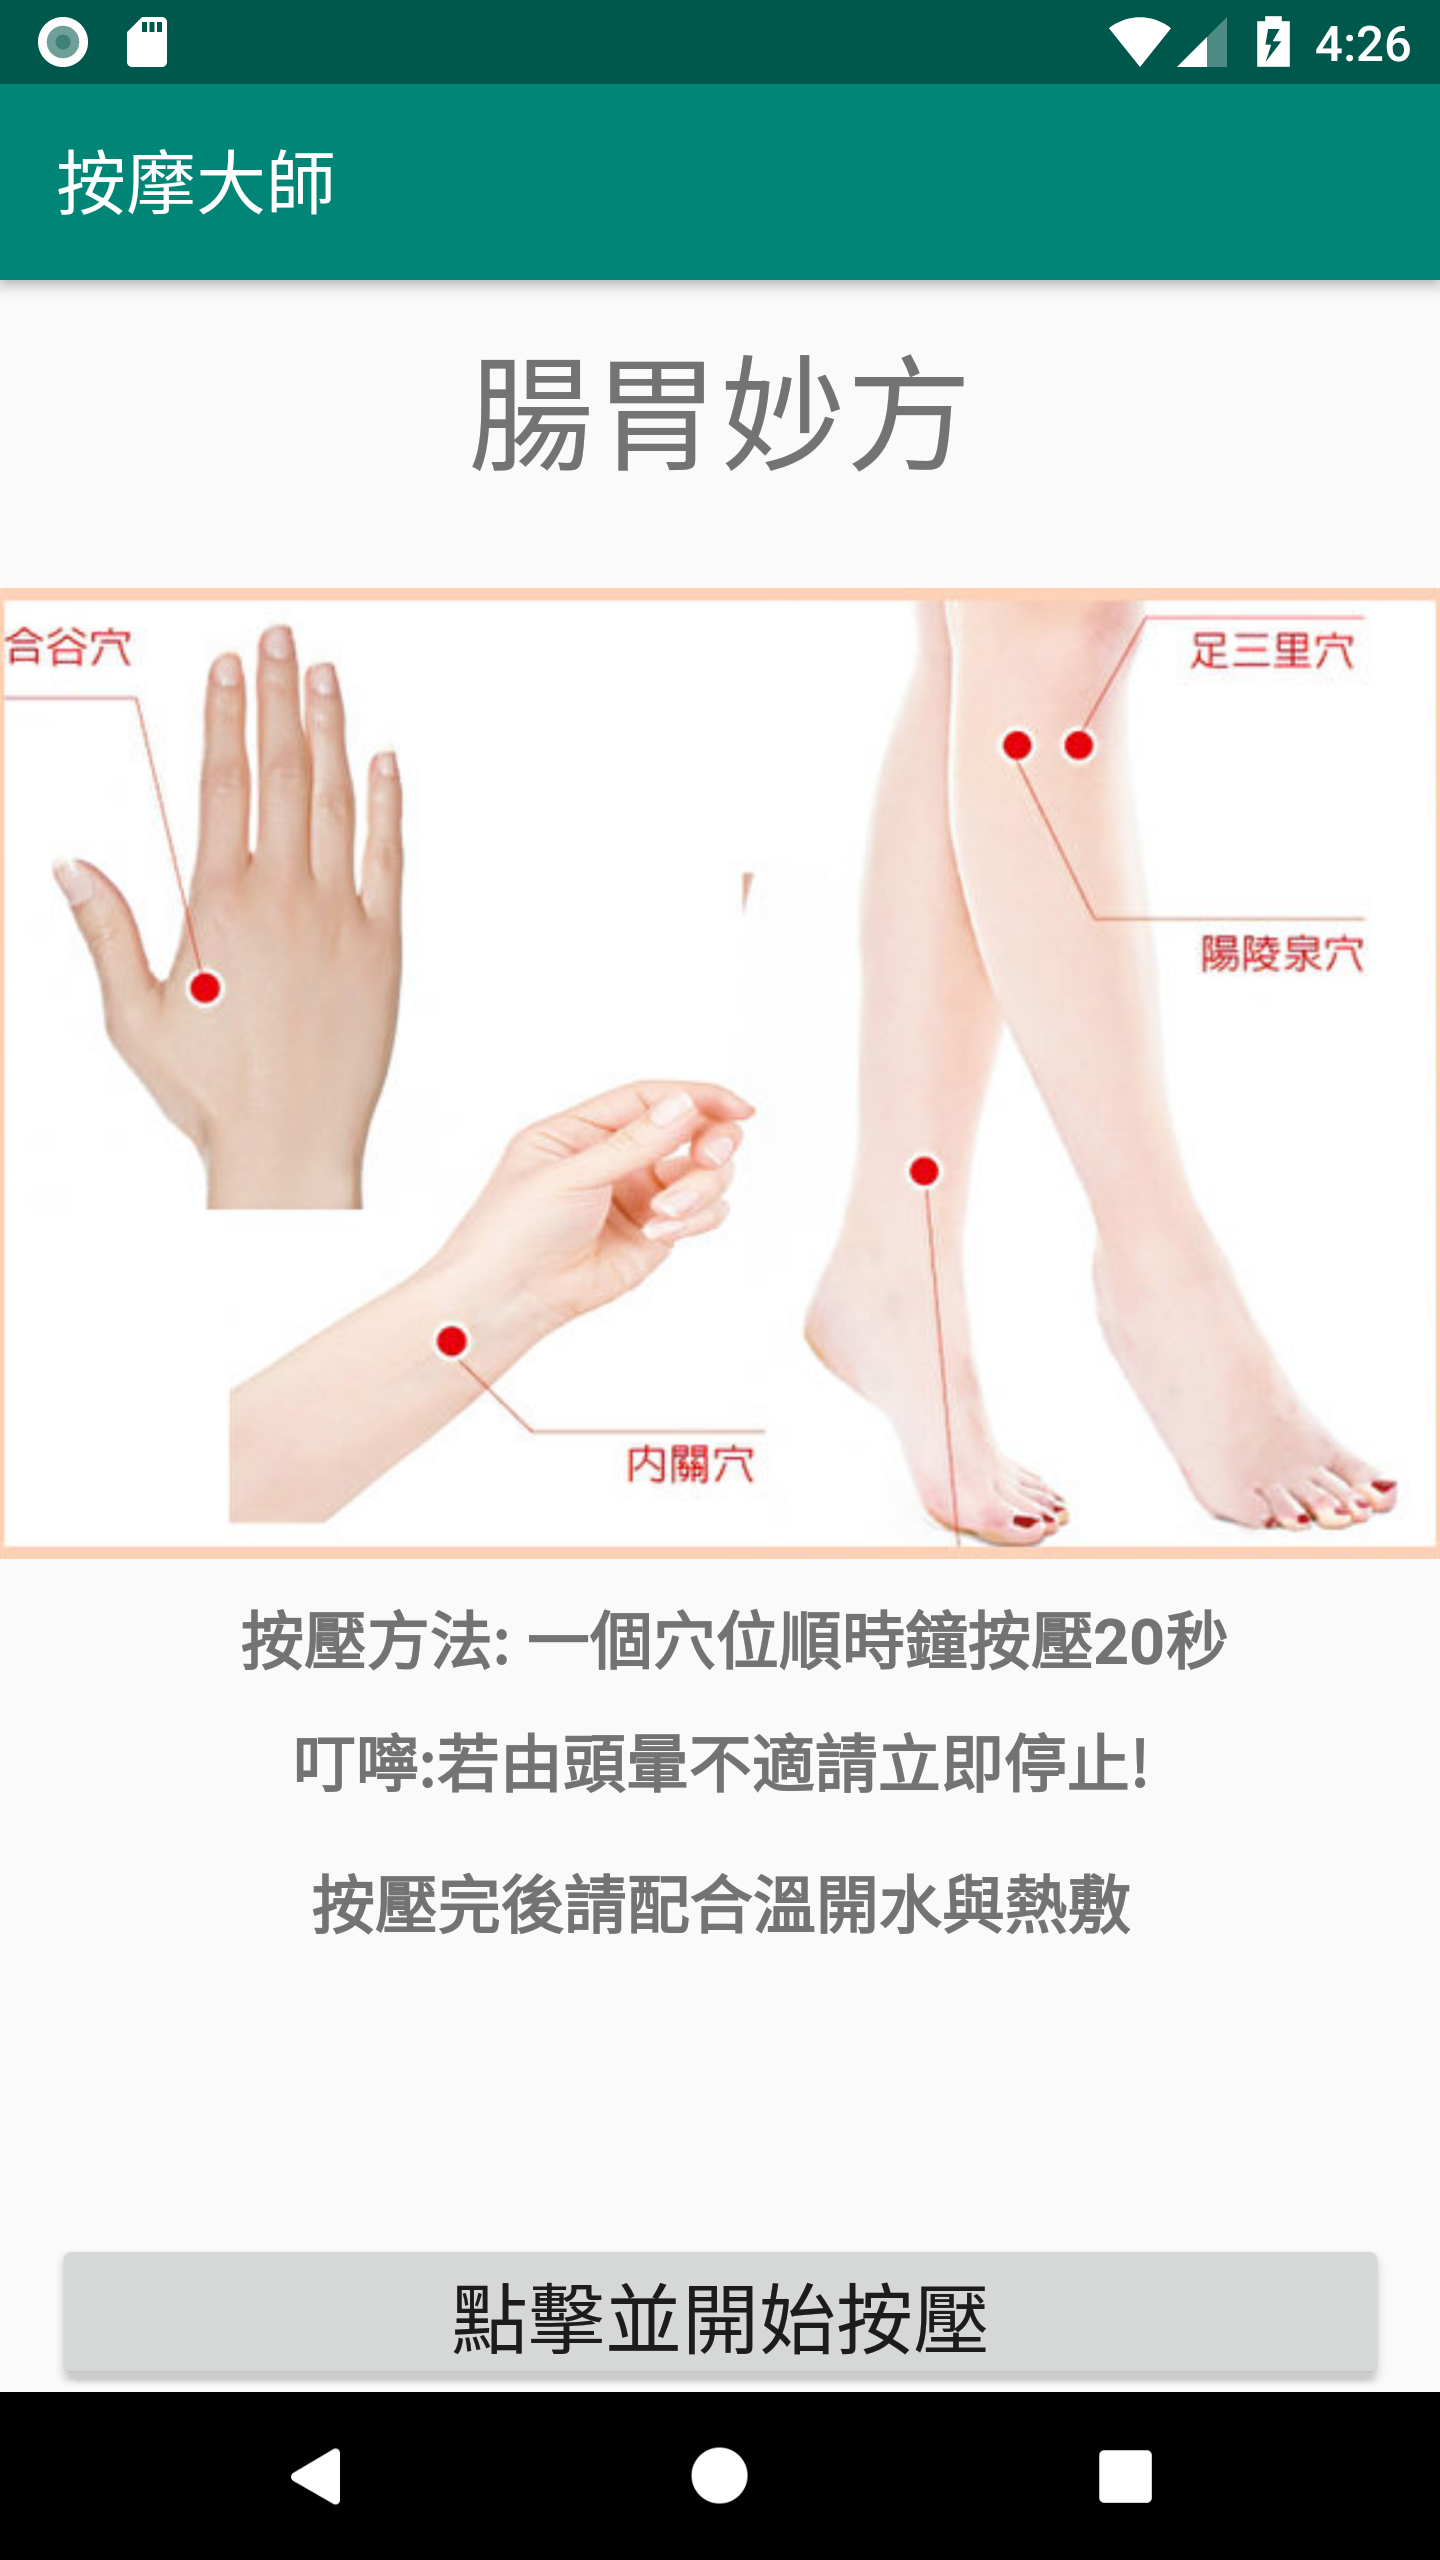 4:26
按摩大師
腸胃妙方
合谷穴
足三里穴
陽陵泉穴
内關穴
按壓方法: 一個穴位順時鐘按壓20秒
叮嚀:若由頭暈不適請立即停止!
按壓完後請配合溫開水與熱敷
點擊並開始按壓